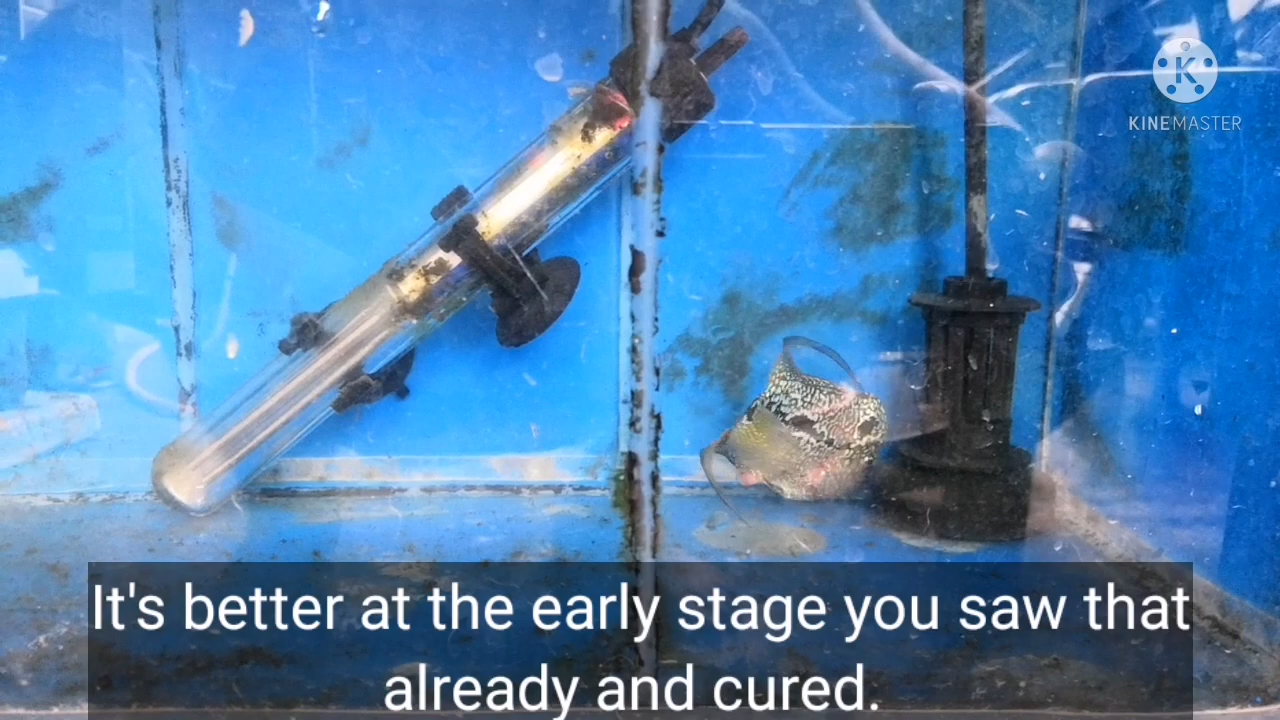 K
KINEMASTER
It's better at the early stage you saw that
already and cured.